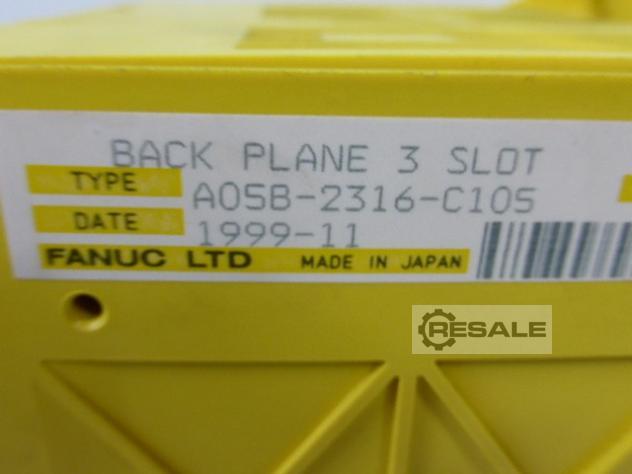 BACK PLANE 3 SLOT
TYPE A05B-2316-C105
DATE 1999-11
FANUC LTD MADE IN JAPAN
RESALE